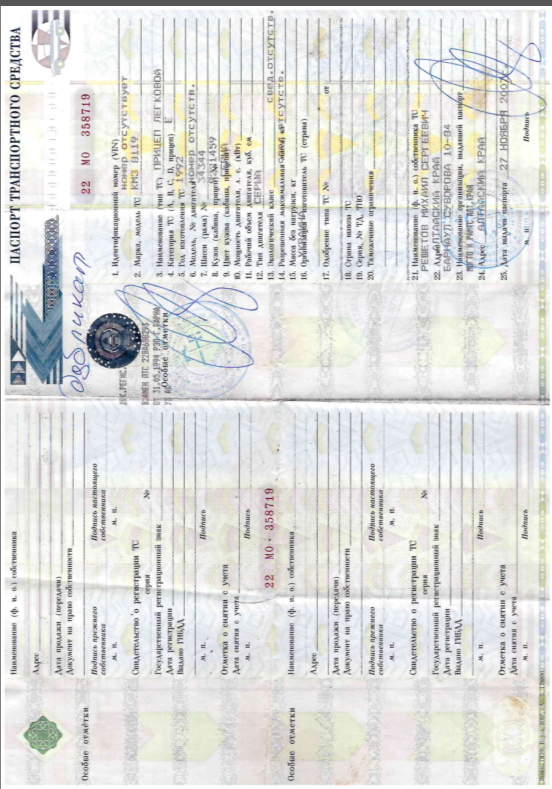 ПАСПОРТ ТРАНСПОРТНОГО СРЕДСТВА
22 МО 358719
1. Идентификационный номер (VIN)
номер отсутствует
2. Марка, модель ТС КМЗ 8119
3. Наименование (тип ТС) ПРИЦЕП ЛЕГКОВОЙ
4. Категория ТС (А, В, С, D, прицеп) Е
5. Год изготовления ТС 1992
6. Модель, № двигателя номер отсутств.
7. Шасси (рама) № 34344
8. Кузов (кабина, прицеп) №
9. Цвет кузова (кабины, прицепа)
10. Мощность двигателя, л. с. (кВт)
11. Рабочий объем двигателя, куб. см
12. Тип двигателя
13. Экологический класс свед.отсутств.
14. Разрешенная максимальная масса, кг
15. Масса без нагрузки, кг
16. Организация-изготовитель ТС (страна)
17. Одобрение типа ТС № от
18. Страна вывоза ТС
19. Серия, № ТД, ТПО
20. Таможенные ограничения
21. Наименование (ф. и. о.) собственника ТС
РЕШЕТОВ МИХАИЛ СЕРГЕЕВИЧ
22. Адрес АЛТАЙСКИЙ КРАЙ
БАРНАУЛ СУВОРОВА 10-84
23. Наименование организации, выдавшей паспорт
24. Адрес АЛТАЙСКИЙ КРАЙ
25. Дата выдачи паспорта 27 НОЯБРЯ
М. П. Подпись
дубликат
Особые отметки
Наименование (ф. и. о.) собственника
Адрес
Дата продажи (передачи)
Документ на право собственности
Подпись прежнего собственника
Подпись настоящего собственника
М. П.
М. П.
Свидетельство о регистрации ТС
серия №
Государственный регистрационный знак
Дата регистрации
Выдано ГИБДД
М. П. Подпись
Отметка о снятии с учета
Дата снятия с учета
М. П. Подпись
22 МО 358719
Особые отметки
Наименование (ф. и. о.) собственника
Адрес
Дата продажи (передачи)
Документ на право собственности
Подпись прежнего собственника
Подпись настоящего собственника
М. П.
М. П.
Свидетельство о регистрации ТС
серия №
Государственный регистрационный знак
Дата регистрации
Выдано ГИБДД
М. П. Подпись
Отметка о снятии с учета
Дата снятия с учета
М. П. Подпись
Особые отметки